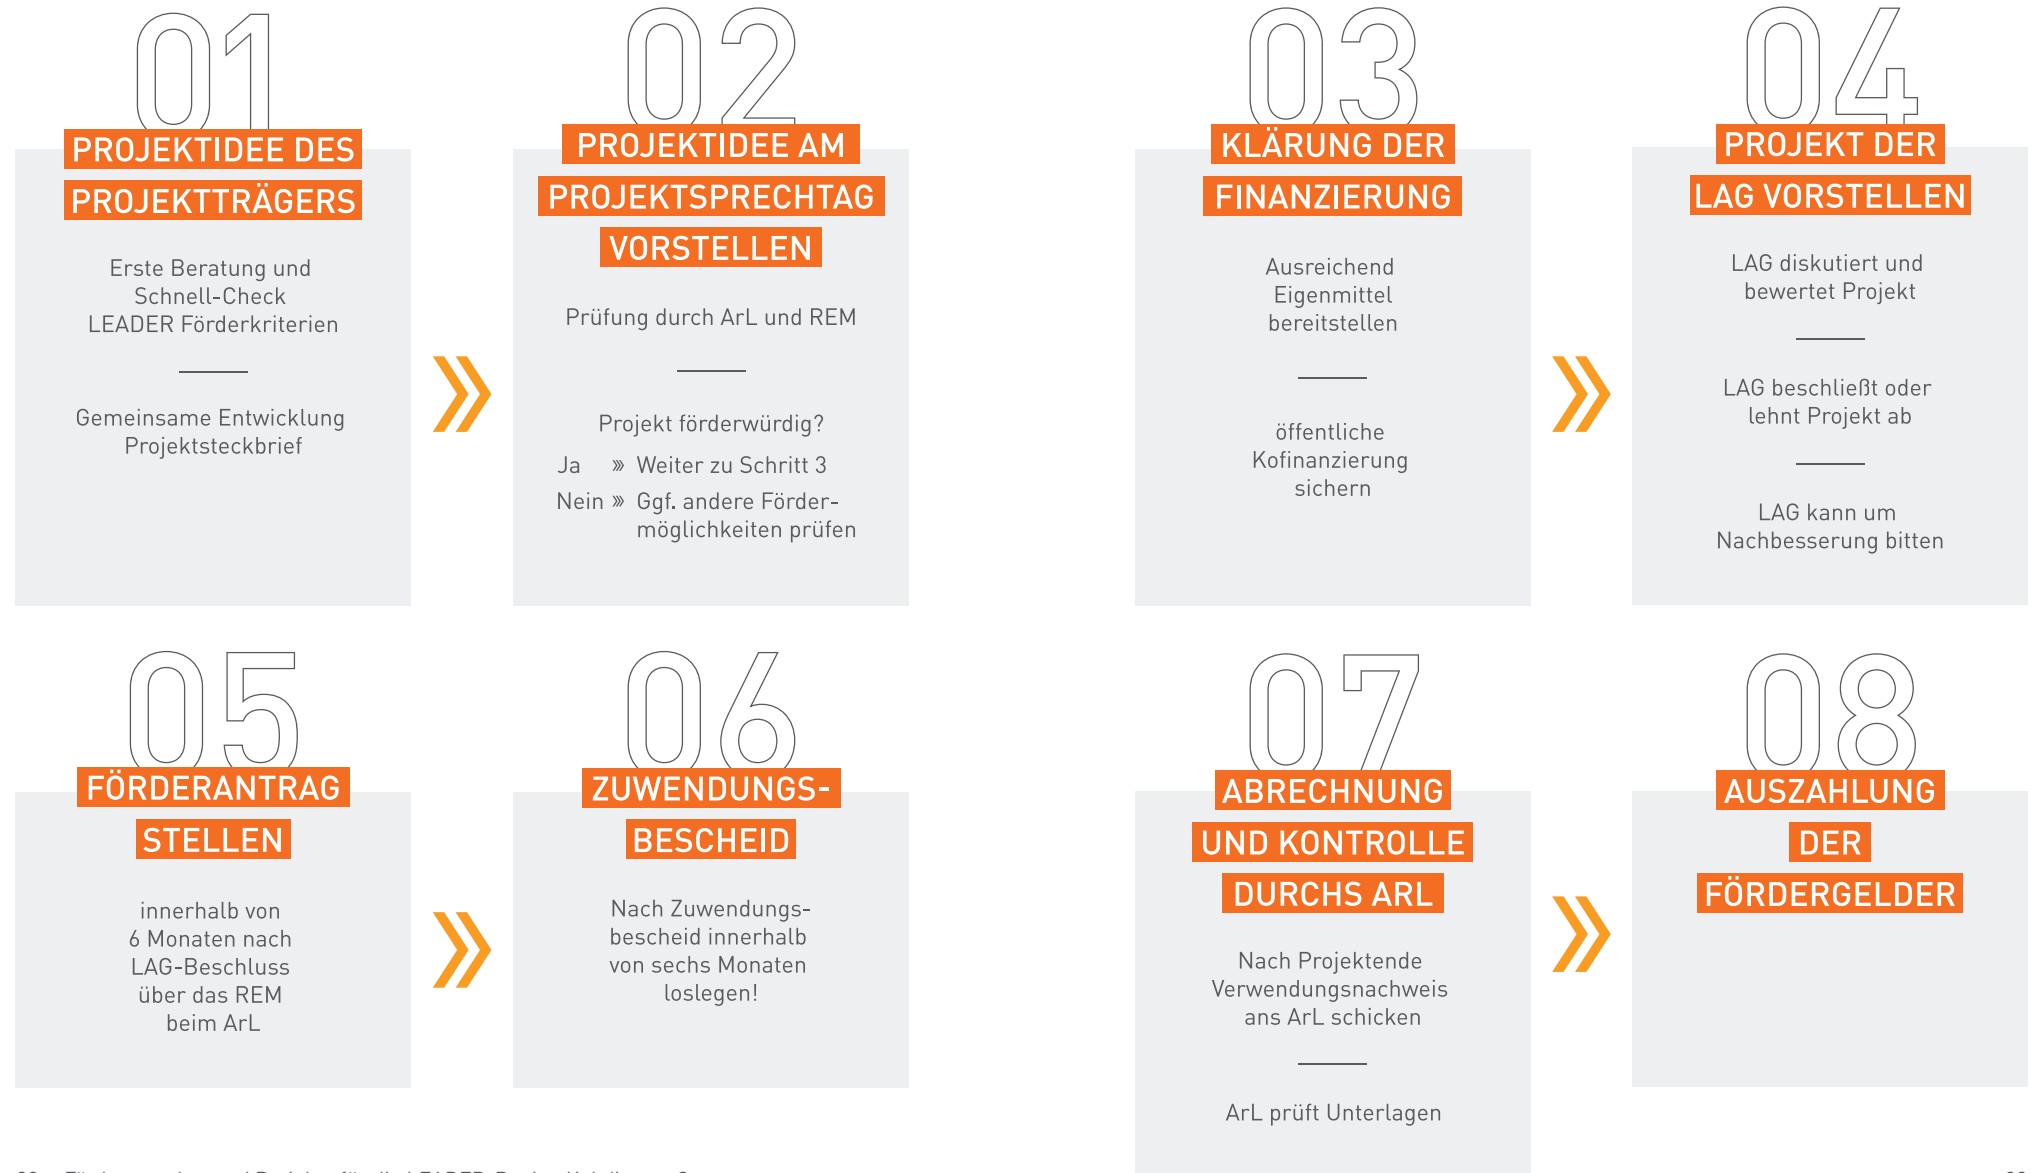 01
PROJEKTIDEE DES
PROJEKTTRÄGERS
Erste Beratung und
Schnell-Check
LEADER Förderkriterien
Gemeinsame Entwicklung
Projektsteckbrief
02
PROJEKTIDEE AM
PROJEKTSPRECHTAG
VORSTELLEN
Prüfung durch ArL und REM
Projekt förderwürdig?
Ja »» Weiter zu Schritt 3
Nein »» Ggf. andere Förder-
möglichkeiten prüfen
03
KLÄRUNG DER
FINANZIERUNG
Ausreichend
Eigenmittel
bereitstellen
öffentliche
Kofinanzierung
sichern
04
PROJEKT DER
LAG VORSTELLEN
LAG diskutiert und
bewertet Projekt
LAG beschließt oder
lehnt Projekt ab
LAG kann um
Nachbesserung bitten
05
FÖRDERANTRAG
STELLEN
innerhalb von
6 Monaten nach
LAG-Beschluss
über das REM
beim ArL
06
ZUWENDUNGS-
BESCHEID
Nach Zuwendungs-
bescheid innerhalb
von sechs Monaten
loslegen!
07
ABRECHNUNG
UND KONTROLLE
DURCHS ARL
Nach Projektende
Verwendungsnachweis
ans ArL schicken
ArL prüft Unterlagen
08
AUSZAHLUNG
DER
FÖRDERGELDER